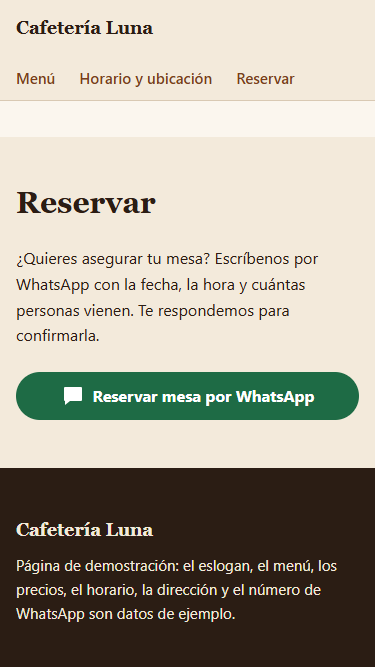 Cafetería Luna
Menú Horario y ubicación Reservar
Reservar
¿Quieres asegurar tu mesa? Escríbenos por
WhatsApp con la fecha, la hora y cuántas
personas vienen. Te respondemos para
confirmarla.
Reservar mesa por WhatsApp
Cafetería Luna
Página de demostración: el eslogan, el menú, los
precios, el horario, la dirección y el número de
WhatsApp son datos de ejemplo.